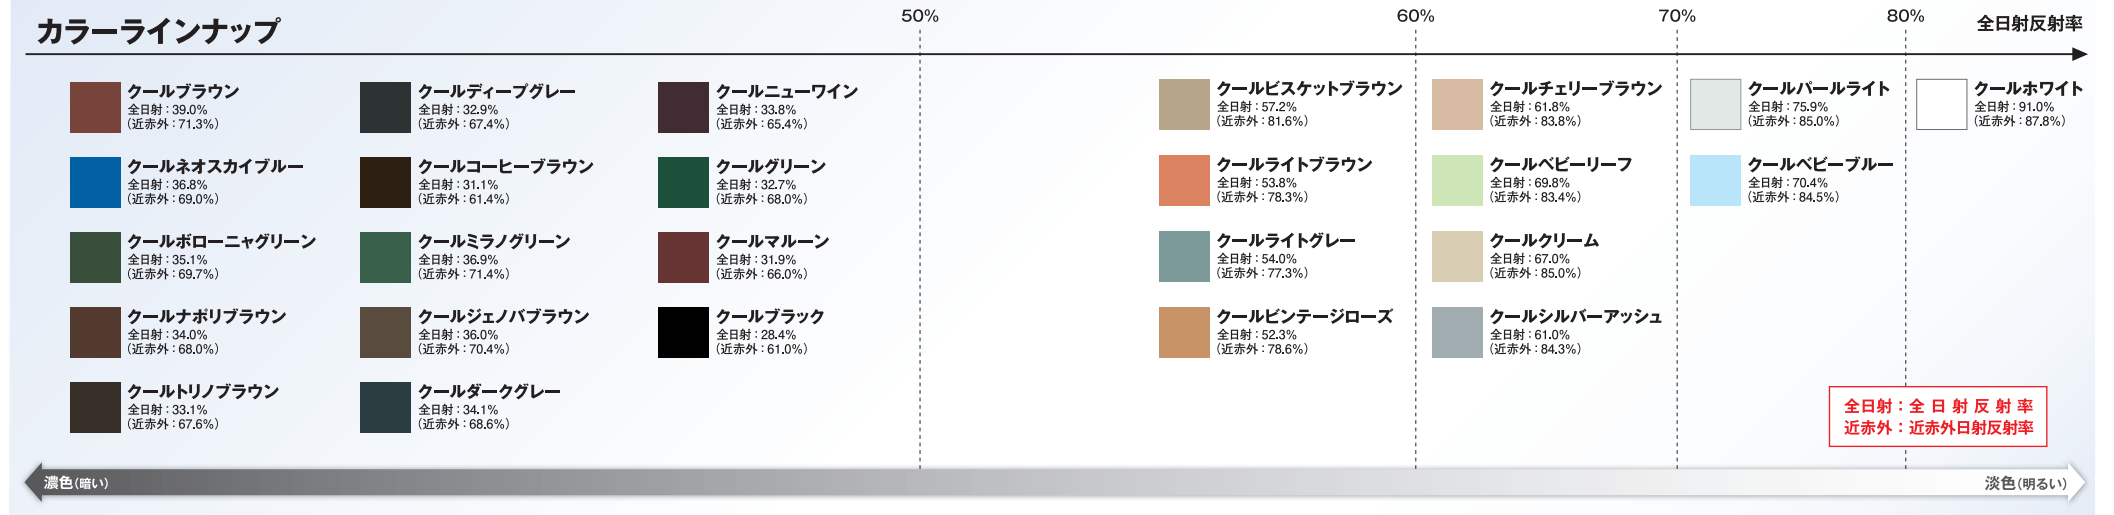 カラーラインナップ
50%
60%
70%
80%
全日射反射率
クールブラウン
全日射：39.0%
（近赤外：71.3%）
クールネオスカイブルー
全日射：36.8%
（近赤外：69.0%）
クールボローニャグリーン
全日射：35.1%
（近赤外：69.7%）
クールナポリブラウン
全日射：34.0%
（近赤外：68.0%）
クールトリノブラウン
全日射：33.1%
（近赤外：67.6%）
クールディープグレー
全日射：32.9%
（近赤外：67.4%）
クールコーヒーブラウン
全日射：31.1%
（近赤外：61.4%）
クールミラノグリーン
全日射：36.9%
（近赤外：71.4%）
クールジェノバブラウン
全日射：36.0%
（近赤外：70.4%）
クールダークグレー
全日射：34.1%
（近赤外：68.6%）
クールニューワイン
全日射：33.8%
（近赤外：65.4%）
クールグリーン
全日射：32.7%
（近赤外：68.0%）
クールマルーン
全日射：31.9%
（近赤外：66.0%）
クールブラック
全日射：28.4%
（近赤外：61.0%）
クールビスケットブラウン
全日射：57.2%
（近赤外：81.6%）
クールライトブラウン
全日射：53.8%
（近赤外：78.3%）
クールライトグレー
全日射：54.0%
（近赤外：77.3%）
クールビンテージローズ
全日射：52.3%
（近赤外：78.6%）
クールチェリーブラウン
全日射：61.8%
（近赤外：83.8%）
クールベビーリーフ
全日射：69.8%
（近赤外：83.4%）
クールクリーム
全日射：67.0%
（近赤外：85.0%）
クールシルバーアッシュ
全日射：61.0%
（近赤外：84.3%）
クールパールライト
全日射：75.9%
（近赤外：85.0%）
クールベビーブルー
全日射：70.4%
（近赤外：84.5%）
クールホワイト
全日射：91.0%
（近赤外：87.8%）
全日射：全日射反射率
近赤外：近赤外日射反射率
濃色（暗い）
淡色（明るい）